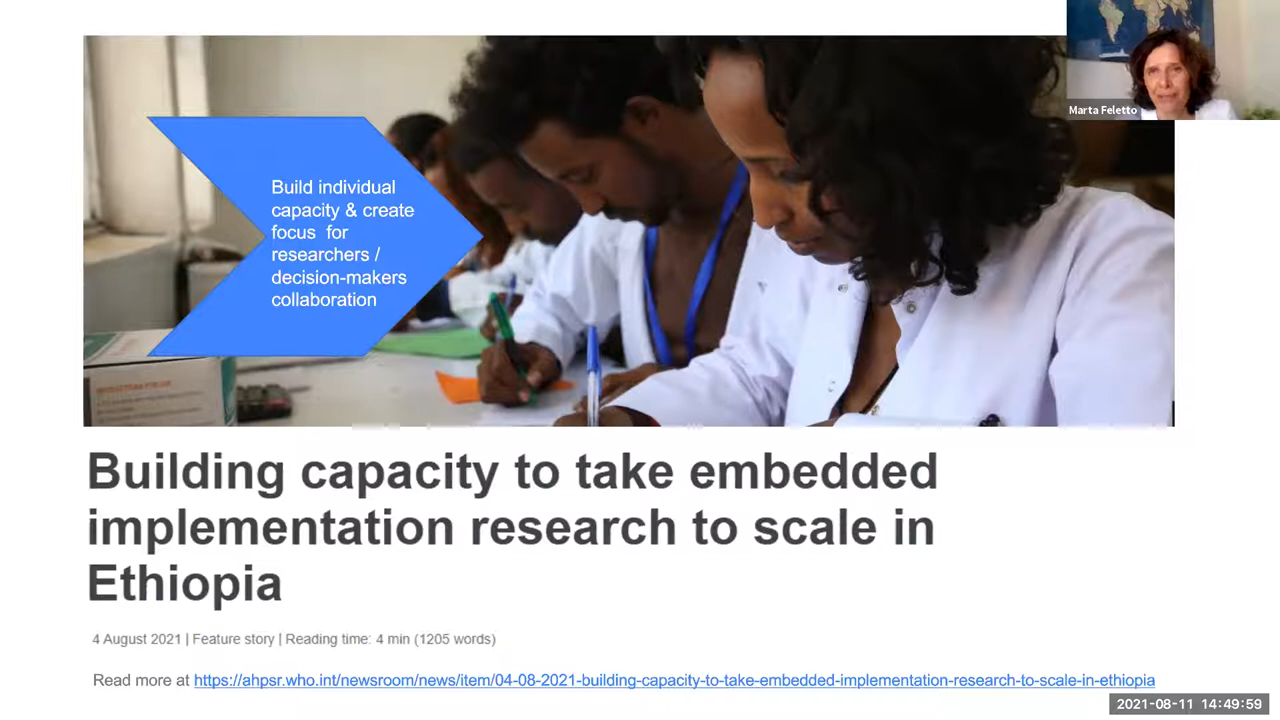 Marta Feletto
Build individual
capacity & create
focus for
researchers /
decision-makers
collaboration
Building capacity to take embedded
implementation research to scale in
Ethiopia
4 August 2021 | Feature story | Reading time: 4 min (1205 words)
Read more at https://ahpsr.who.int/newsroom/news/item/04-08-2021-building-capacity-to-take-embedded-implementation-research-to-scale-in-ethiopia
2021-08-11 14:49:59